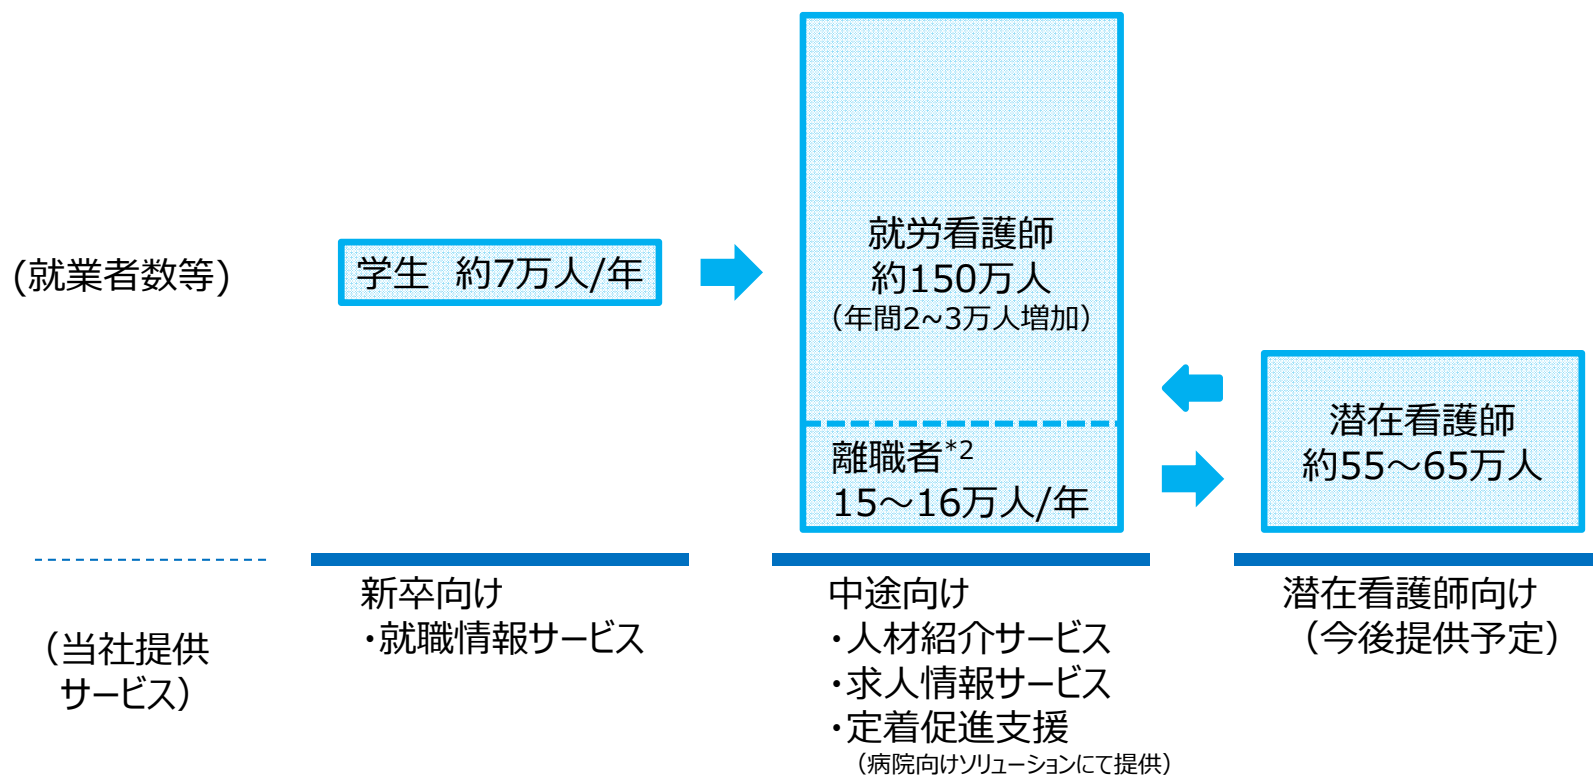 (就業者数等)
学生 約7万人/年
就労看護師
約150万人
（年間2~3万人増加）
離職者*2
15～16万人/年
潜在看護師
約55～65万人
（当社提供
サービス）
新卒向け
・就職情報サービス
中途向け
・人材紹介サービス
・求人情報サービス
・定着促進支援
（病院向けソリューションにて提供）
潜在看護師向け
（今後提供予定）